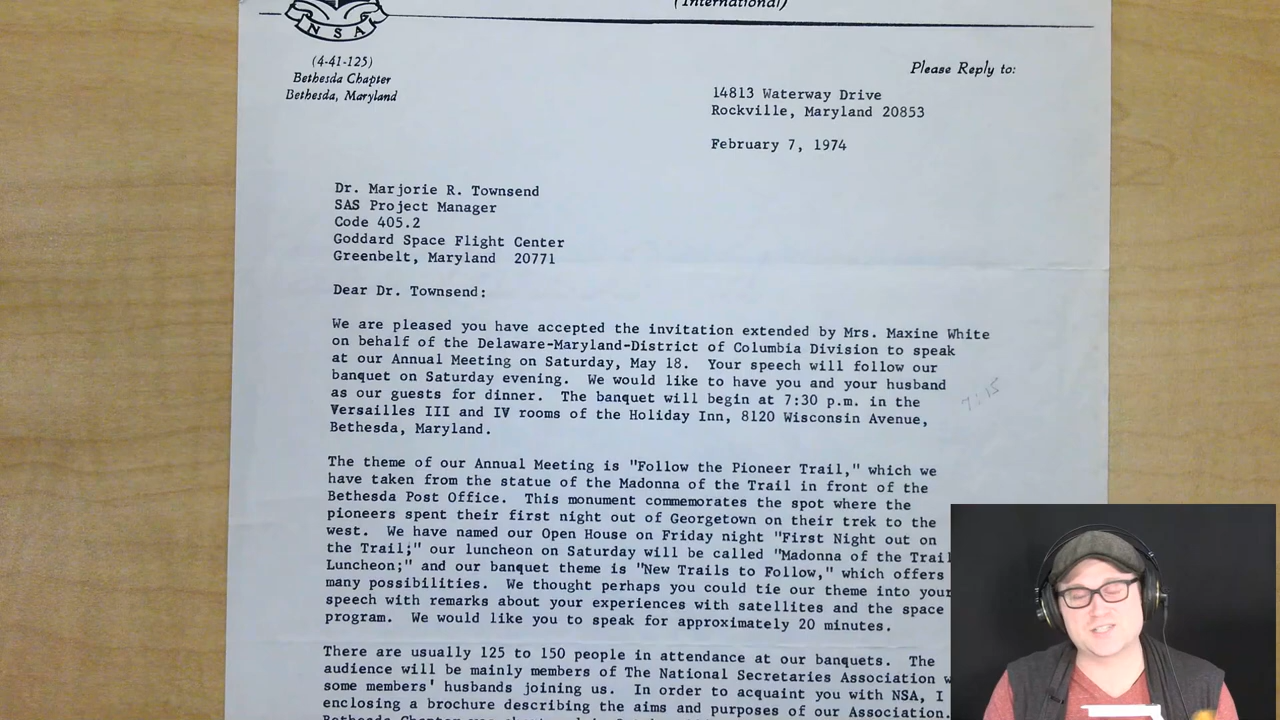 (International)
N S A
(4-41-125)
Bethesda Chapter
Bethesda, Maryland
Please Reply to:
14813 Waterway Drive
Rockville, Maryland 20853
February 7, 1974
Dr. Marjorie R. Townsend
SAS Project Manager
Code 405.2
Goddard Space Flight Center
Greenbelt, Maryland  20771
Dear Dr. Townsend:
We are pleased you have accepted the invitation extended by Mrs. Maxine White
on behalf of the Delaware-Maryland-District of Columbia Division to speak
at our Annual Meeting on Saturday, May 18.  Your speech will follow our
banquet on Saturday evening.  We would like to have you and your husband
as our guests for dinner.  The banquet will begin at 7:30 p.m. in the
7:15
Versailles III and IV rooms of the Holiday Inn, 8120 Wisconsin Avenue,
Bethesda, Maryland.
The theme of our Annual Meeting is "Follow the Pioneer Trail," which we
have taken from the statue of the Madonna of the Trail in front of the
Bethesda Post Office.  This monument commemorates the spot where the
pioneers spent their first night out of Georgetown on their trek to the
west.  We have named our Open House on Friday night "First Night out on
the Trail;" our luncheon on Saturday will be called "Madonna of the Trail
Luncheon;" and our banquet theme is "New Trails to Follow," which offers
many possibilities.  We thought perhaps you could tie our theme into your
speech with remarks about your experiences with satellites and the space
program.  We would like you to speak for approximately 20 minutes.
There are usually 125 to 150 people in attendance at our banquets.  The
audience will be mainly members of The National Secretaries Association
some members' husbands joining us.  In order to acquaint you with NSA, I
enclosing a brochure describing the aims and purposes of our Association.